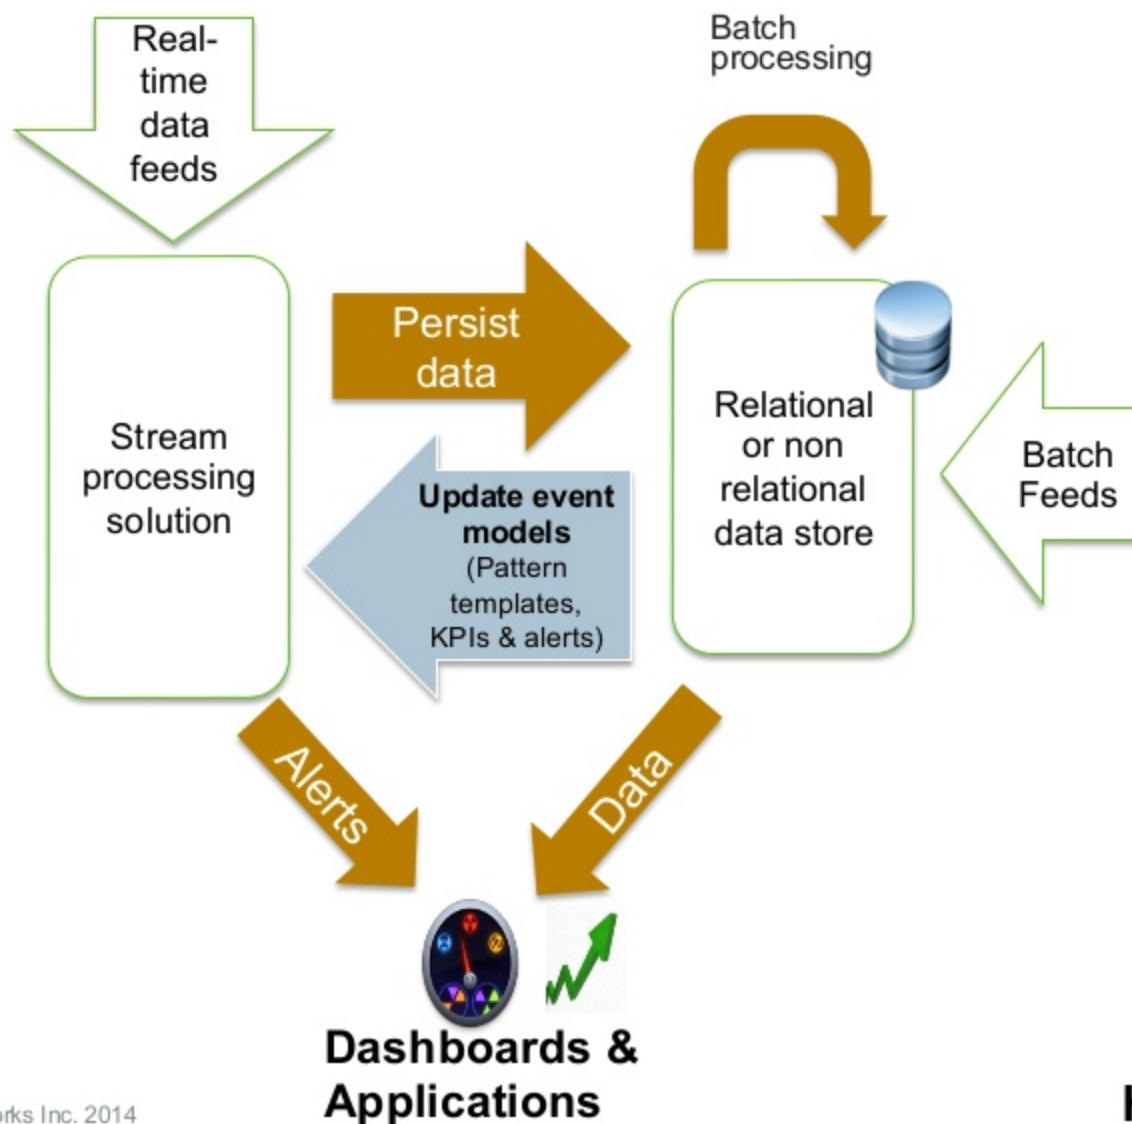 Real-
time
data
feeds
Batch
processing
Persist
data
Stream
processing
solution
Update event
models
(Pattern
templates,
KPIs & alerts)
Relational
or non
relational
data store
Batch
Feeds
Alerts
Data
Dashboards &
Applications
Inc. 2014